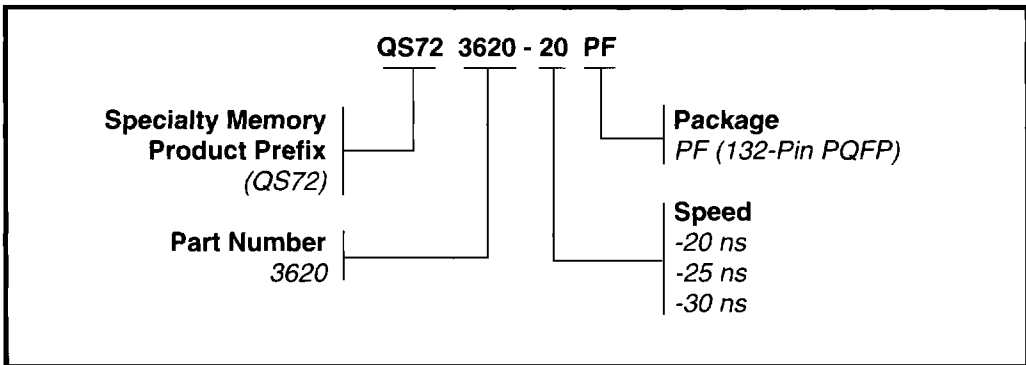 QS72 3620 - 20 PF
Specialty Memory
Product Prefix
(QS72)
Part Number
3620
Package
PF (132-Pin PQFP)
Speed
-20 ns
-25 ns
-30 ns